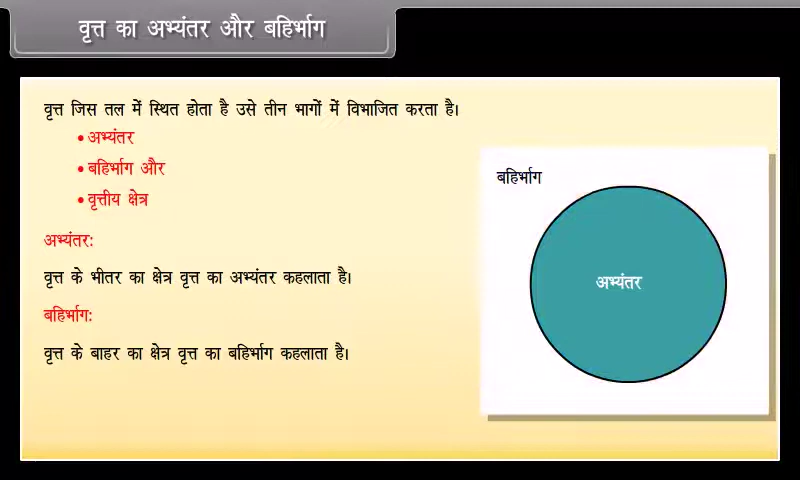 वृत्त का अभ्यंतर और बहिर्भाग
वृत्त जिस तल में स्थित होता है उसे तीन भागों में विभाजित करता है।
• अभ्यंतर
• बहिर्भाग और
• वृत्तीय क्षेत्र
अभ्यंतर:
वृत्त के भीतर का क्षेत्र वृत्त का अभ्यंतर कहलाता है।
बहिर्भाग:
वृत्त के बाहर का क्षेत्र वृत्त का बहिर्भाग कहलाता है।
बहिर्भाग
अभ्यंतर